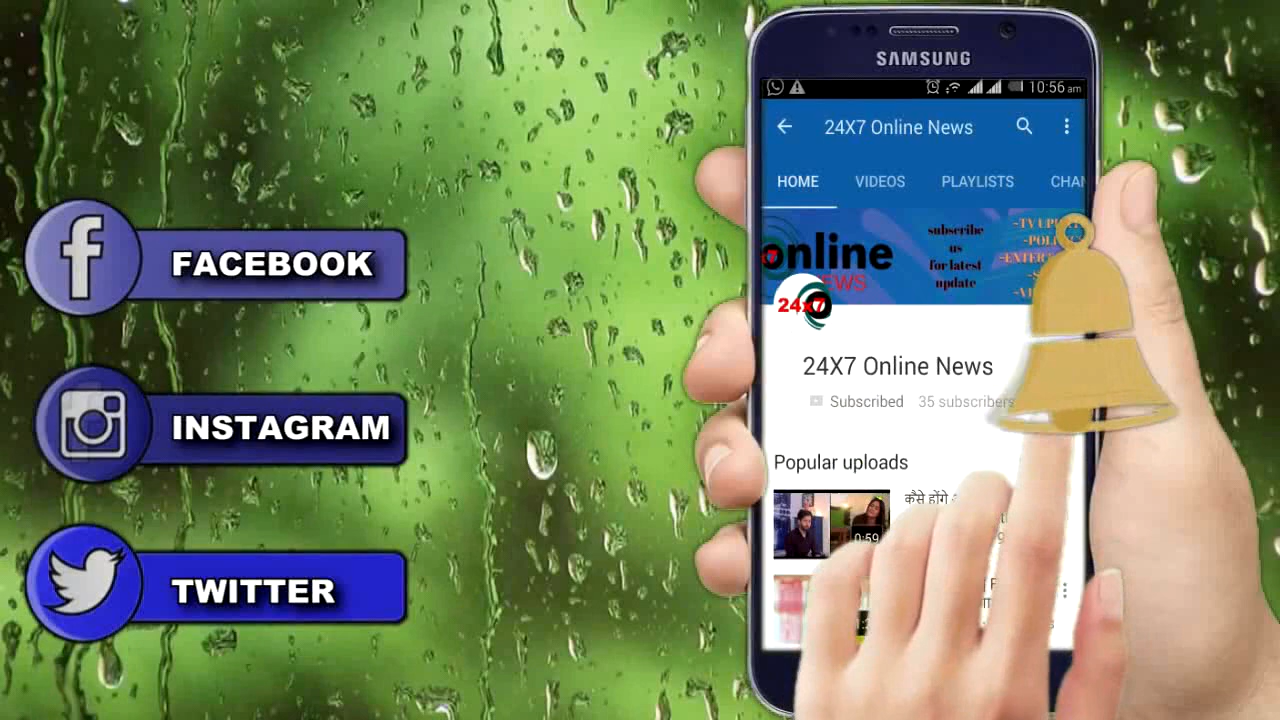 SAMSUNG
10:56 am
24X7 Online News
HOME VIDEOS PLAYLISTS
online
NEWS
24x7
subscribe
us
for latest
update
24X7 Online News
Subscribed 35 subscribers
Popular uploads
कैसे होंगे
0:59
FACEBOOK
INSTAGRAM
TWITTER